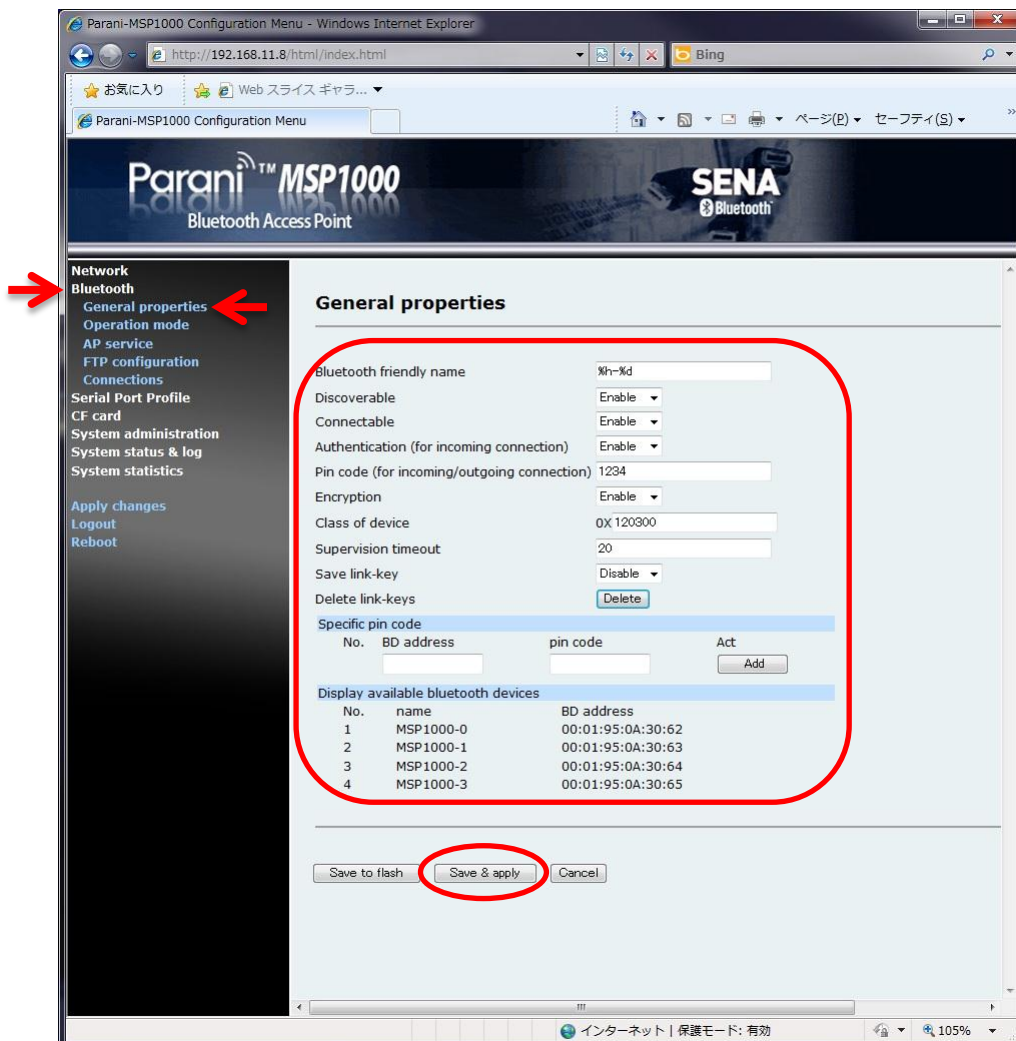 Parani-MSP1000 Configuration Menu - Windows Internet Explorer
http://192.168.11.8/html/index.html
Bing
お気に入り Web スライス ギャラ... ▼
Parani-MSP1000 Configuration Menu ページ(P) ▼ セーフティ(S) ▼ »
Parani™ MSP1000
Bluetooth Access Point
SENA
Bluetooth
Network
Bluetooth
General properties
Operation mode
AP service
FTP configuration
Connections
Serial Port Profile
CF card
System administration
System status & log
System statistics
Apply changes
Logout
Reboot
General properties
Bluetooth friendly name %h-%d
Discoverable Enable
Connectable Enable
Authentication (for incoming connection) Enable
Pin code (for incoming/outgoing connection) 1234
Encryption Enable
Class of device 0X 120300
Supervision timeout 20
Save link-key Disable
Delete link-keys Delete
Specific pin code
No. BD address pin code Act
Add
Display available bluetooth devices
No. name BD address
1 MSP1000-0 00:01:95:0A:30:62
2 MSP1000-1 00:01:95:0A:30:63
3 MSP1000-2 00:01:95:0A:30:64
4 MSP1000-3 00:01:95:0A:30:65
Save to flash Save & apply Cancel
インターネット | 保護モード: 有効 105%